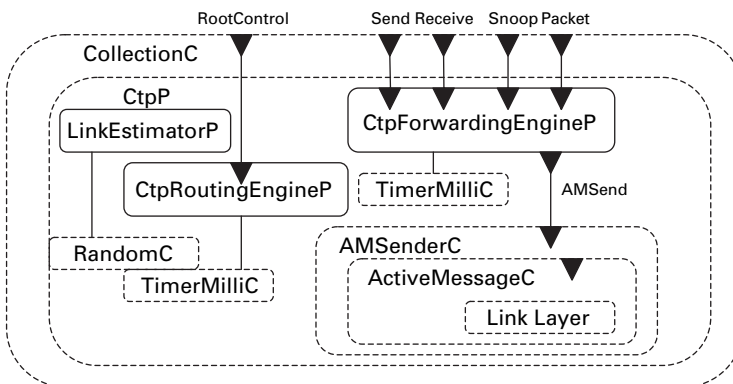 RootControl
Send Receive Snoop Packet
CollectionC
CtpP
LinkEstimatorP
CtpForwardingEngineP
CtpRoutingEngineP
TimerMilliC
AMSend
RandomC
AMSenderC
TimerMilliC
ActiveMessageC
Link Layer